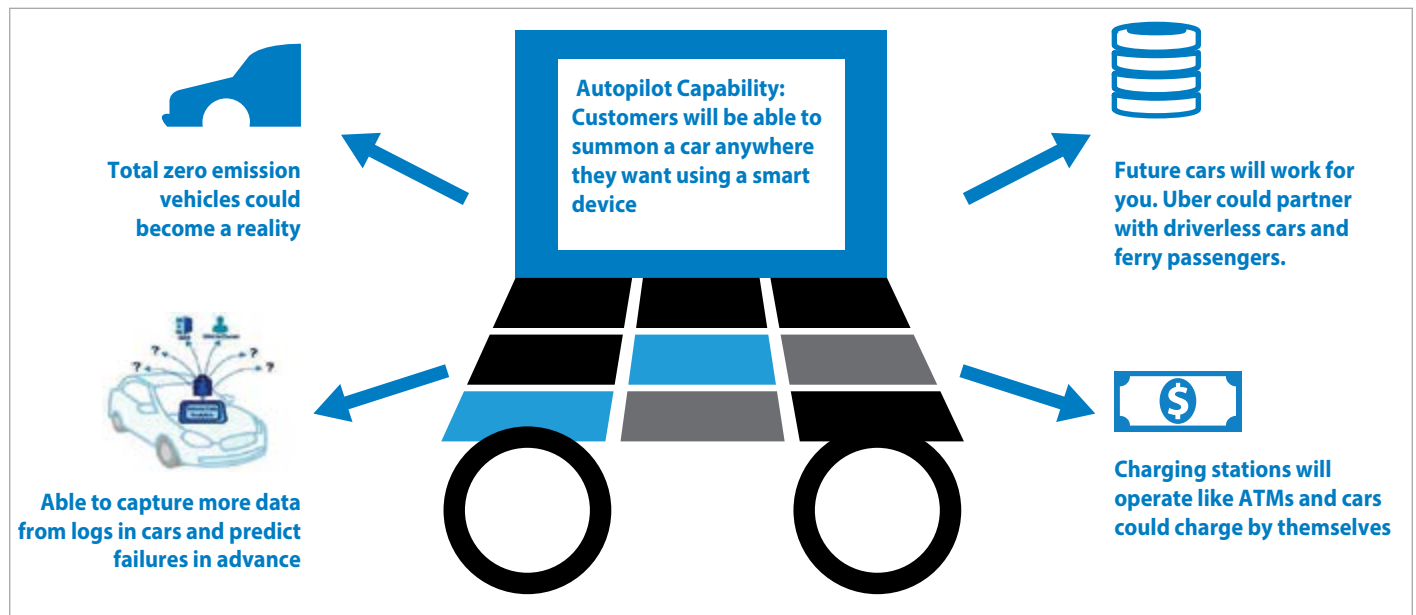 Autopilot Capability:
Customers will be able to
summon a car anywhere
they want using a smart
device
Total zero emission
vehicles could
become a reality
Future cars will work for
you. Uber could partner
with driverless cars and
ferry passengers.
? ? ? ?
Able to capture more data
from logs in cars and predict
failures in advance
$
Charging stations will
operate like ATMs and cars
could charge by themselves